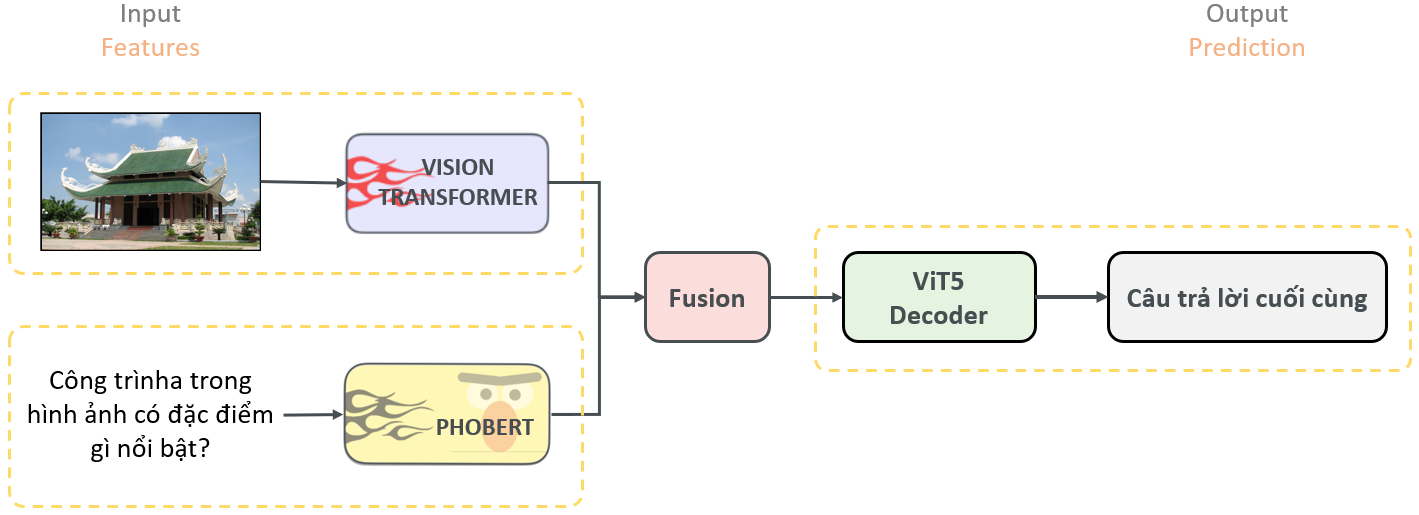 Input
Features
Output
Prediction
VISION
TRANSFORMER
Công trìnha trong
hình ảnh có đặc điểm
gì nổi bật?
PHOBERT
Fusion
ViT5
Decoder
Câu trả lời cuối cùng